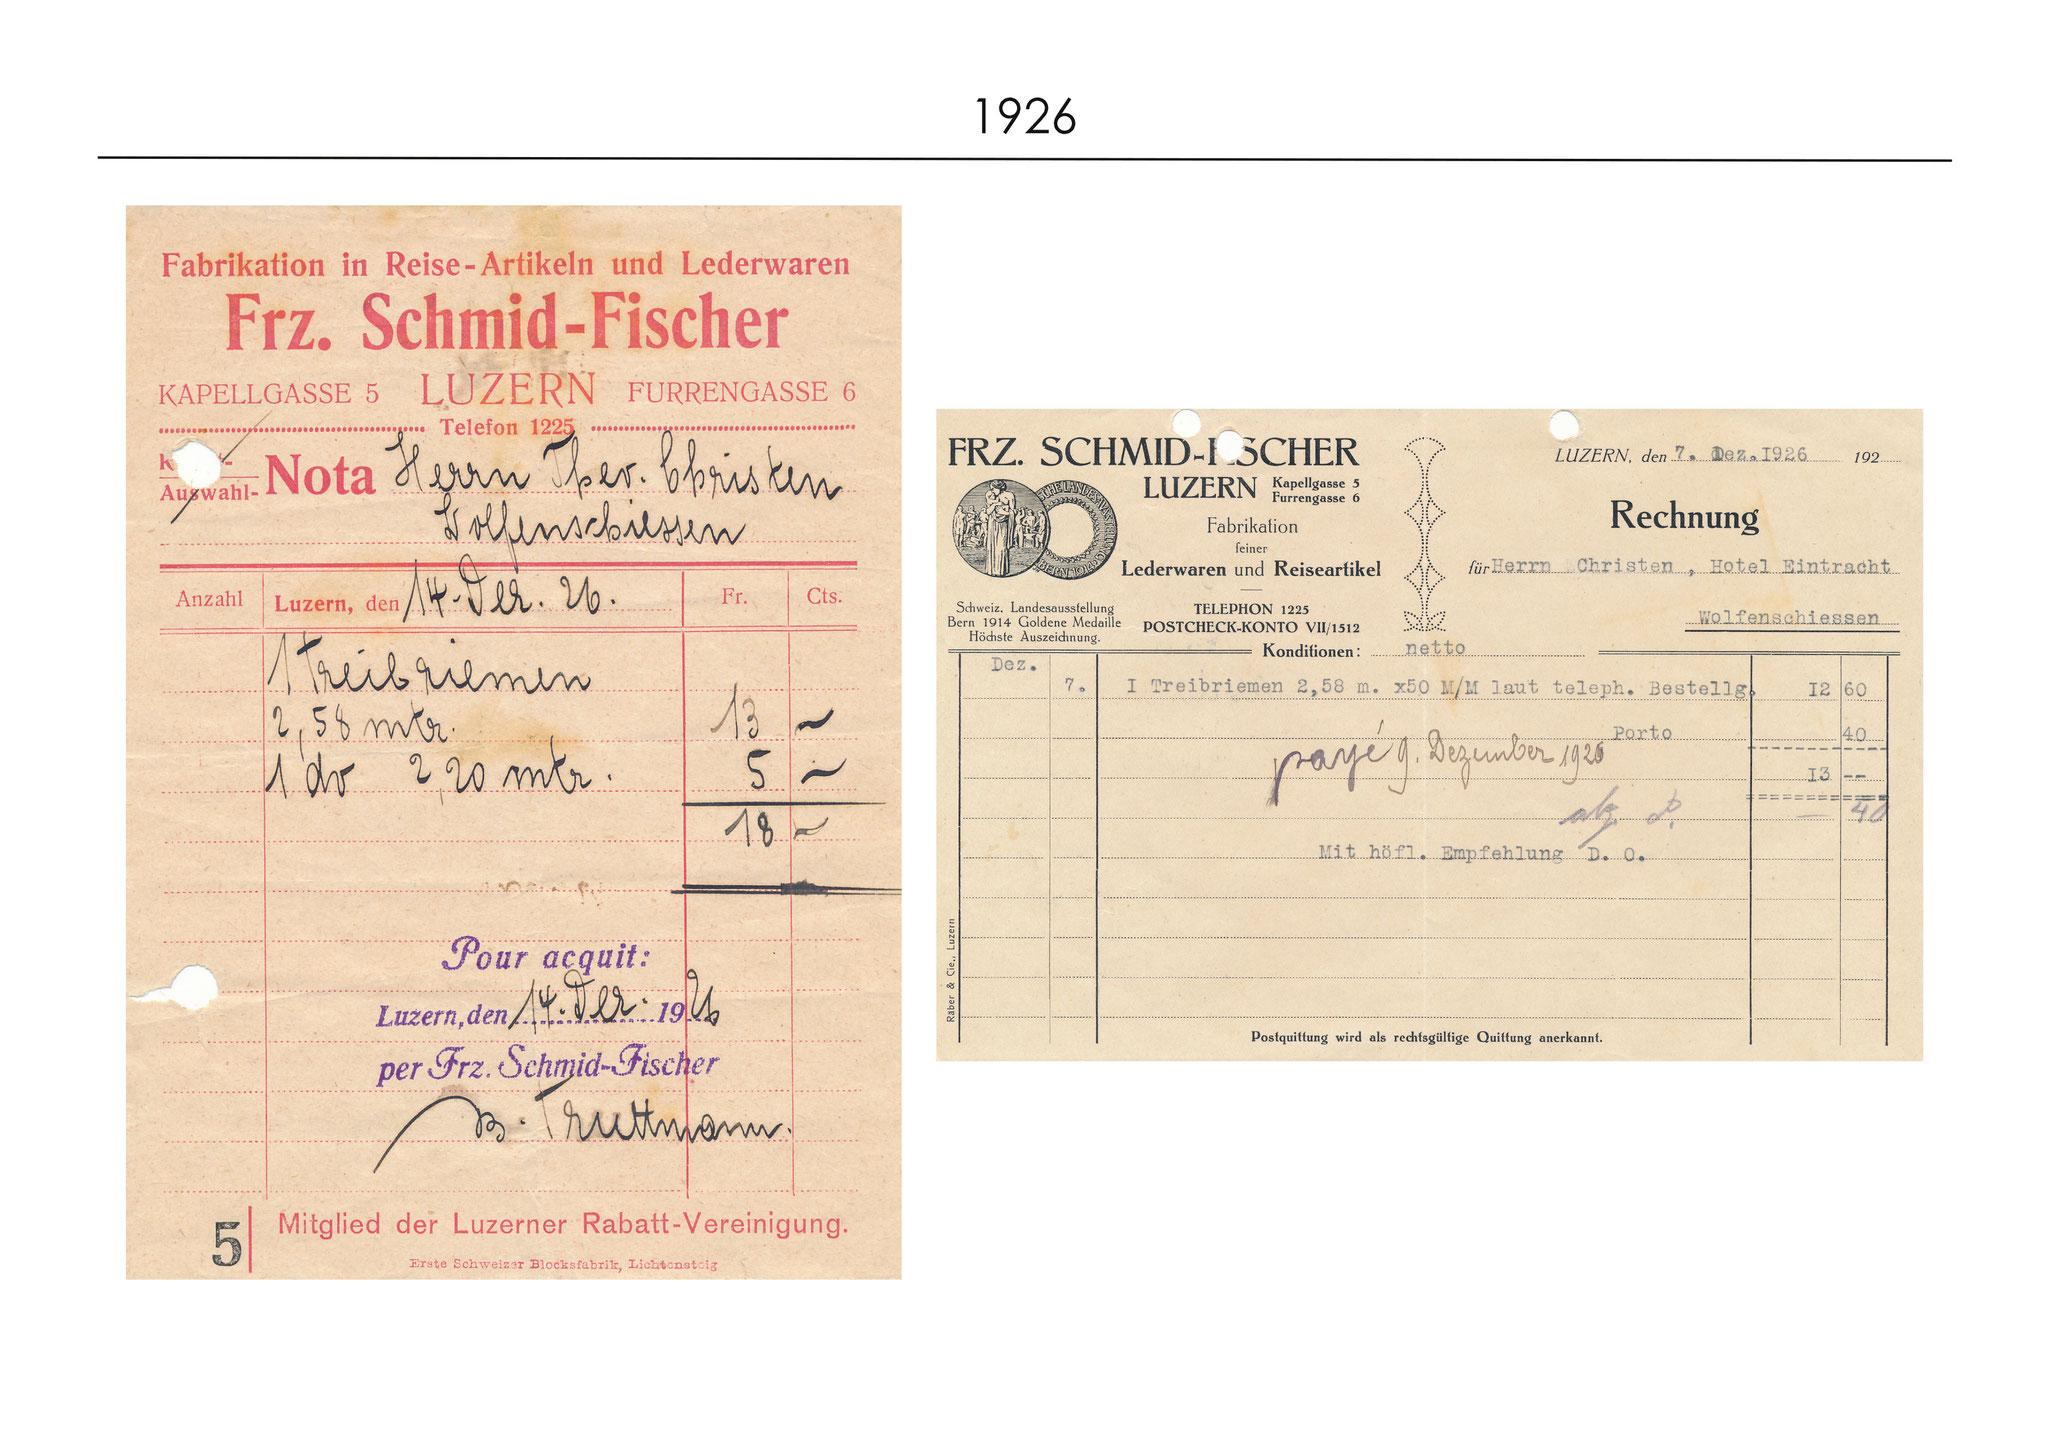 1926
Fabrikation in Reise-Artikeln und Lederwaren
Frz. Schmid-Fischer
KAPELLGASSE 5 LUZERN FURRENGASSE 6
Telefon 1225
Auswahl- Nota Herrn Theo. Christen
Wolfenschiessen
Anzahl Luzern, den 14. Dez. 26. Fr. Cts.
1 Treibriemen
2,58 mtr. 13 ~
1 do 2,20 mtr. 5 ~
18 ~
Pour acquit:
Luzern, den 14. Dez. 1926
per Frz. Schmid-Fischer
B. Truttmann.
5 Mitglied der Luzerner Rabatt-Vereinigung.
Erste Schweizer Blocksfabrik, Lichtensteig
FRZ. SCHMID-FISCHER
LUZERN Kapellgasse 5
Furrengasse 6
Fabrikation
feiner
Lederwaren und Reiseartikel
Schweiz. Landesausstellung
Bern 1914 Goldene Medaille
Höchste Auszeichnung.
TELEPHON 1225
POSTCHECK-KONTO VII/1512
LUZERN, den 7. Dez. 1926 192
Rechnung
für Herrn Christen , Hotel Eintracht
Wolfenschiessen
Konditionen: netto
Dez.
7. I Treibriemen 2,58 m. x50 M/M laut teleph. Bestellg. I2 60
Porto 40
payé 9. Dezember 1926
I3 --
abz P. — 40
Mit höfl. Empfehlung D. O.
Postquittung wird als rechtsgültige Quittung anerkannt.
Räber & Cie., Luzern